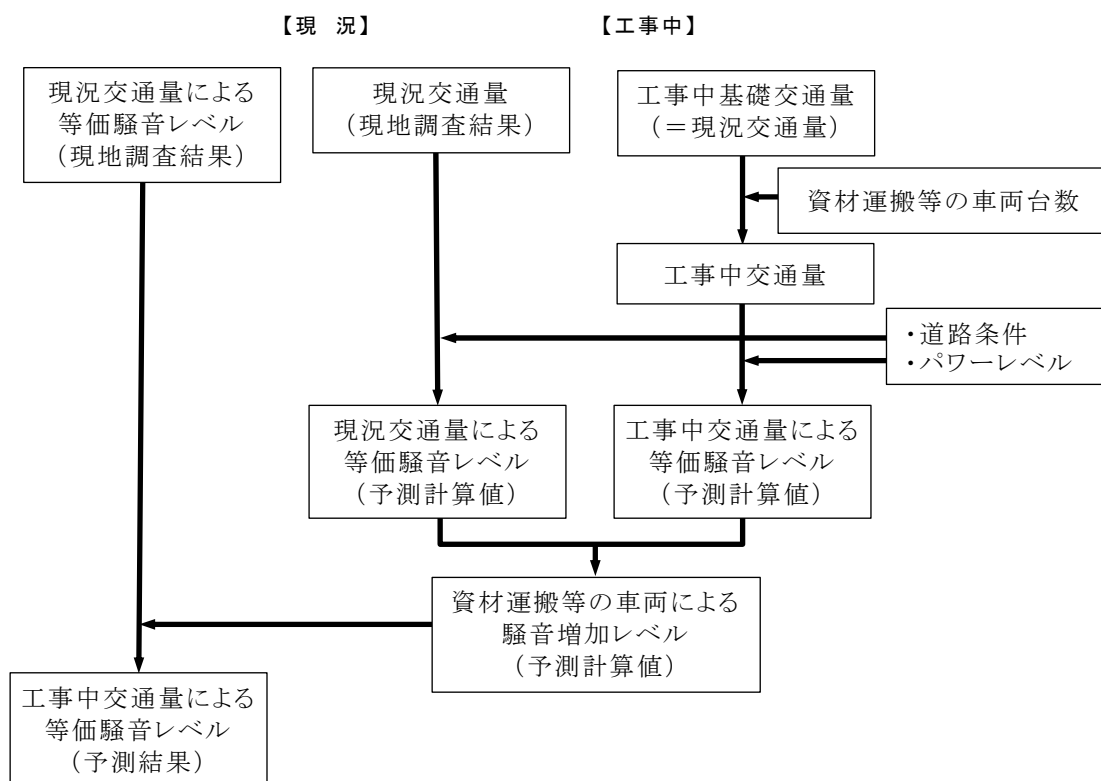 【現 況】
【工事中】
現況交通量による
等価騒音レベル
（現地調査結果）
現況交通量
（現地調査結果）
工事中基礎交通量
（＝現況交通量）
資材運搬等の車両台数
工事中交通量
・道路条件
・パワーレベル
現況交通量による
等価騒音レベル
（予測計算値）
工事中交通量による
等価騒音レベル
（予測計算値）
資材運搬等の車両による
騒音増加レベル
（予測計算値）
工事中交通量による
等価騒音レベル
（予測結果）